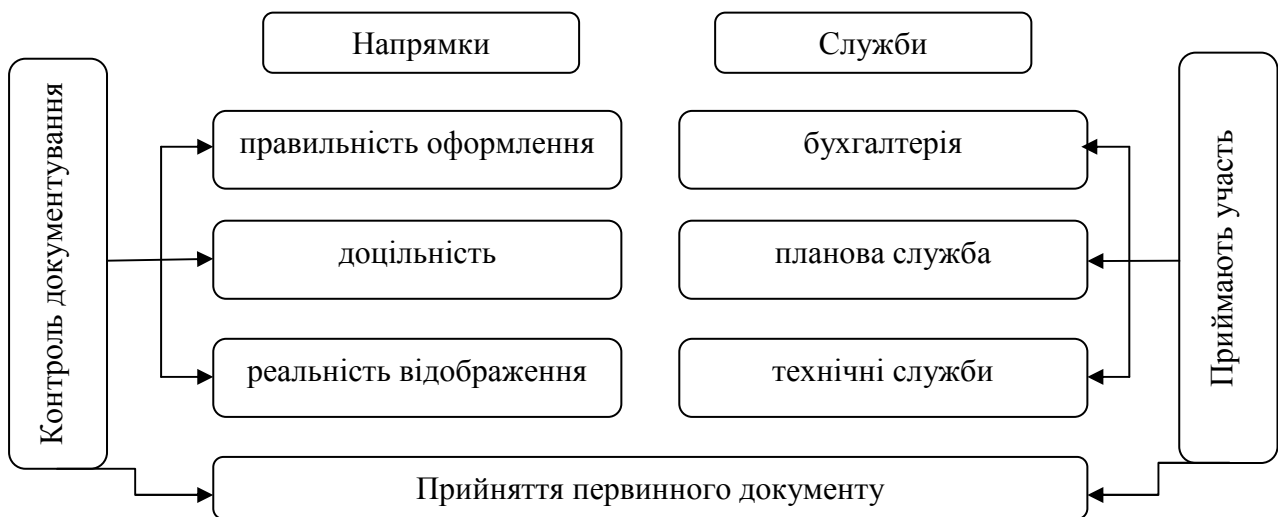 Напрямки
Служби
Контроль документування
правильність оформлення
бухгалтерія
Приймають участь
доцільність
планова служба
реальність відображення
технічні служби
Прийняття первинного документу